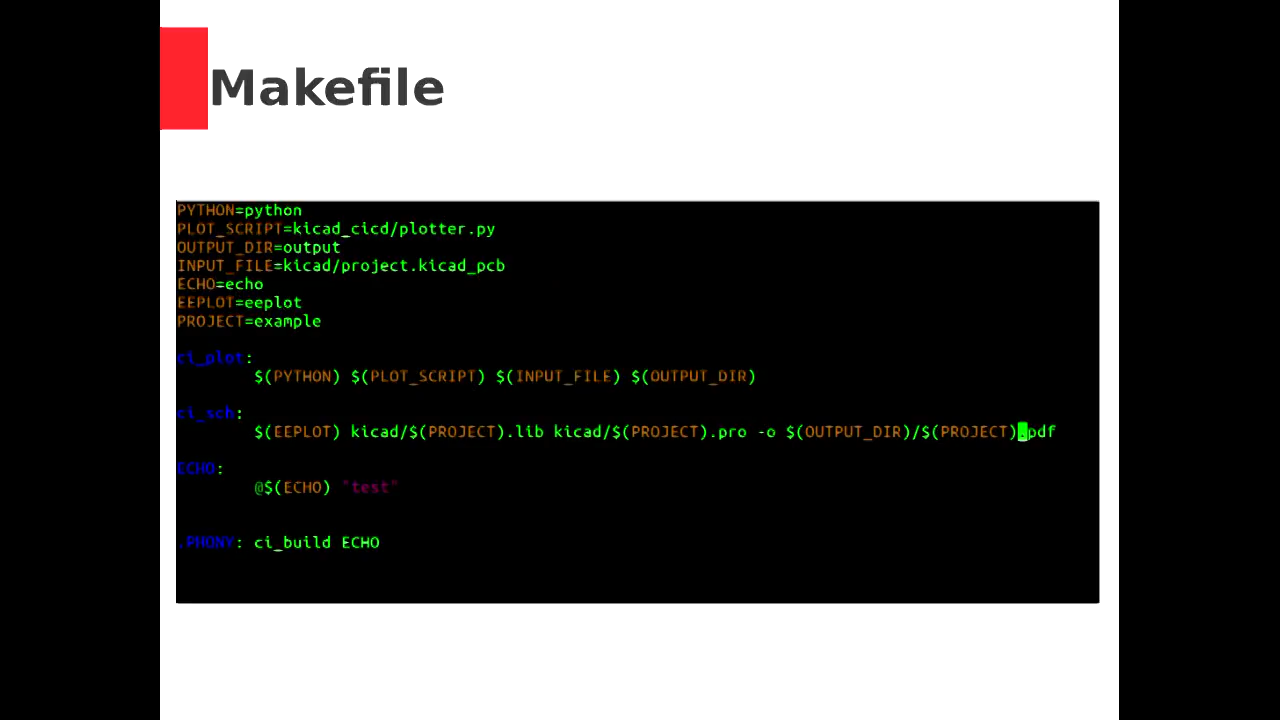 Makefile
PYTHON=python
PLOT_SCRIPT=kicad_cicd/plotter.py
OUTPUT_DIR=output
INPUT_FILE=kicad/project.kicad_pcb
ECHO=echo
EEPLOT=eeplot
PROJECT=example
ci_plot:
$(PYTHON) $(PLOT_SCRIPT) $(INPUT_FILE) $(OUTPUT_DIR)
ci_sch:
$(EEPLOT) kicad/$(PROJECT).lib kicad/$(PROJECT).pro -o $(OUTPUT_DIR)/$(PROJECT).pdf
ECHO:
@$(ECHO) "test"
.PHONY: ci_build ECHO